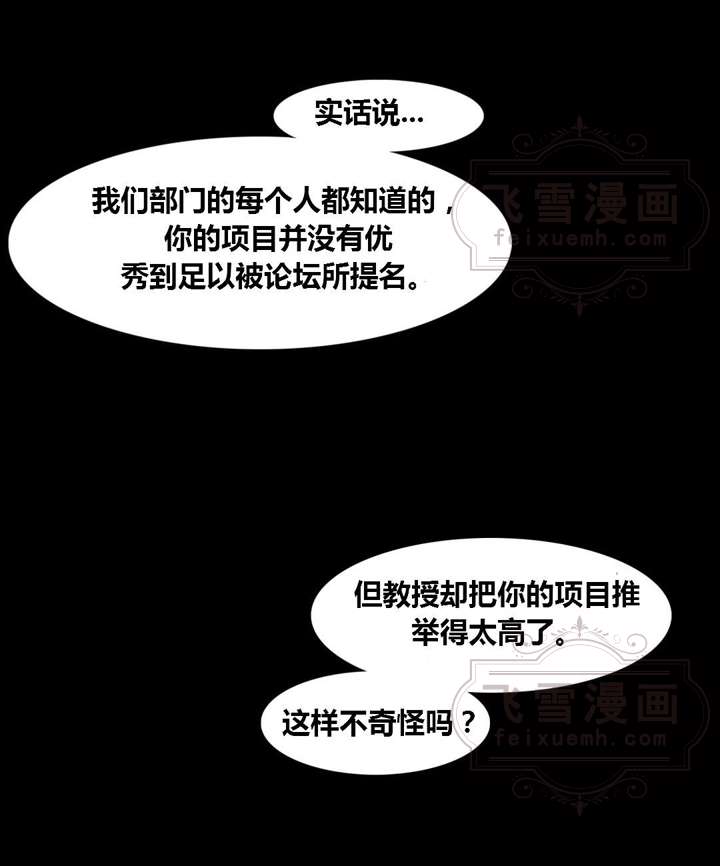 实话说...
我们部门的每个人都知道的，
你的项目并没有优
秀到足以被论坛所提名。
飞雪漫画
feixuemh.com
但教授却把你的项目推
举得太高了。
这样不奇怪吗？
飞雪漫画
feixuemh.com